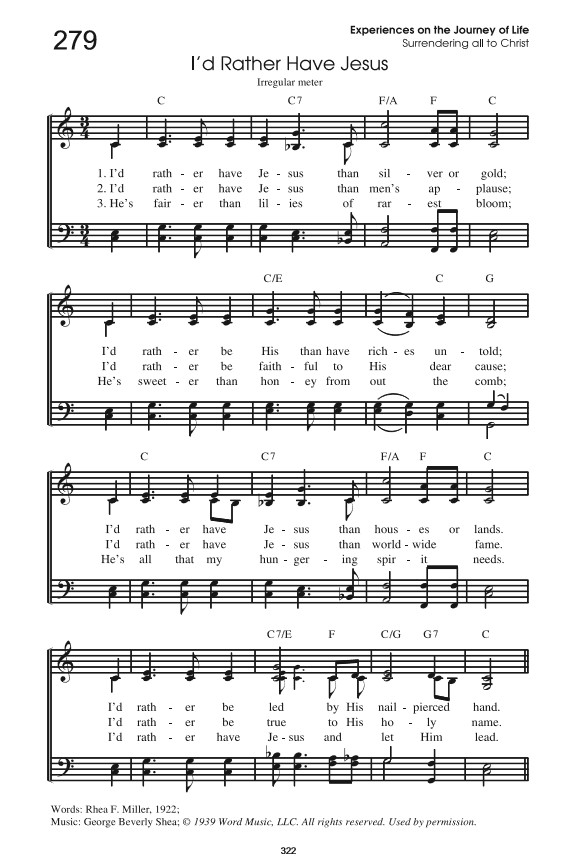 279
Experiences on the Journey of Life
Surrendering all to Christ
I'd Rather Have Jesus
Irregular meter
C C7 F/A F C
1. I'd rath - er have Je - sus than sil - ver or gold;
2. I'd rath - er have Je - sus than men's ap - plause;
3. He's fair - er than lil - ies of rar - est bloom;
C/E C G
I'd rath - er be His than have rich - es un - told;
I'd rath - er be faith - ful to His dear cause;
He's sweet - er than hon - ey from out the comb;
C C7 F/A F C
I'd rath - er have Je - sus than hous - es or lands.
I'd rath - er have Je - sus than world - wide fame.
He's all that my hun - ger - ing spir - it needs.
C7/E F C/G G7 C
I'd rath - er be led by His nail - pierced hand.
I'd rath - er be true to His ho - ly name.
I'd rath - er have Je - sus and let Him lead.
Words: Rhea F. Miller, 1922;
Music: George Beverly Shea; © 1939 Word Music, LLC. All rights reserved. Used by permission.
322